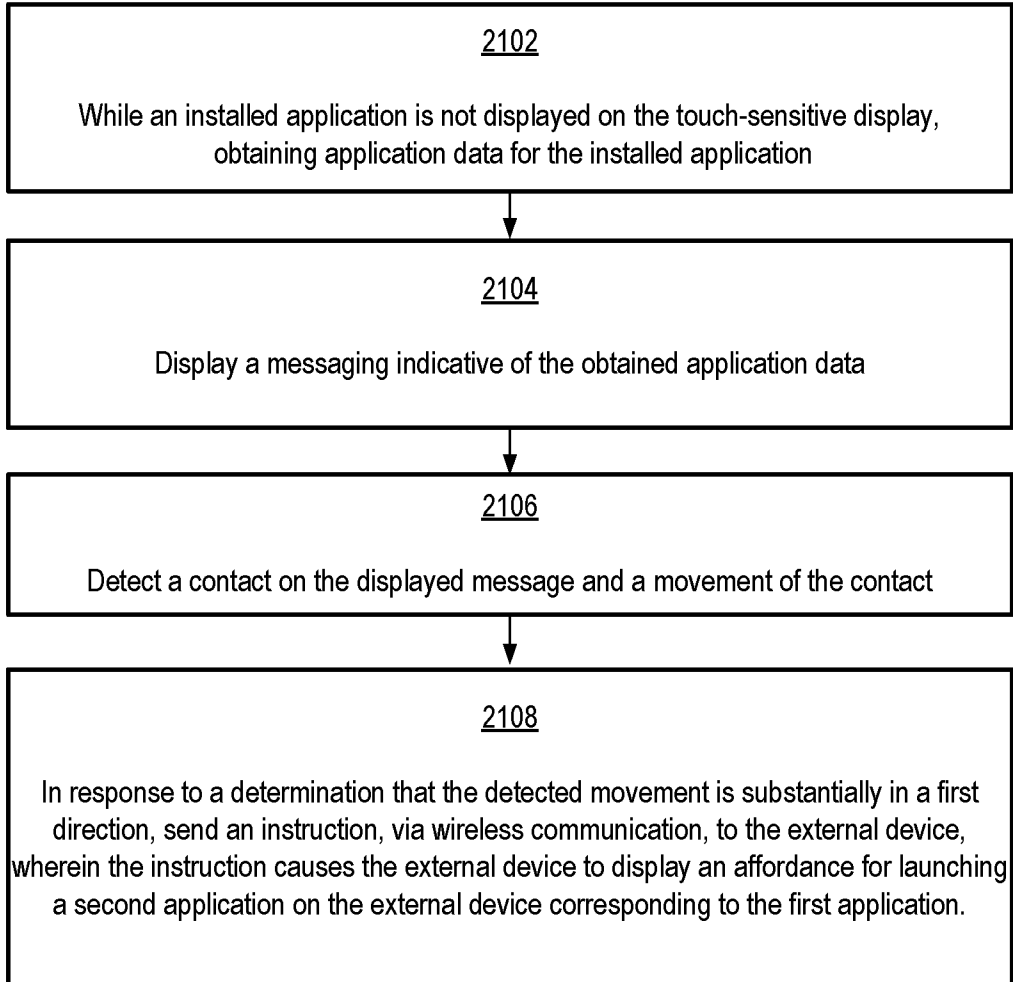 2102
While an installed application is not displayed on the touch-sensitive display,
obtaining application data for the installed application
2104
Display a messaging indicative of the obtained application data
2106
Detect a contact on the displayed message and a movement of the contact
2108
In response to a determination that the detected movement is substantially in a first
direction, send an instruction, via wireless communication, to the external device,
wherein the instruction causes the external device to display an affordance for launching
a second application on the external device corresponding to the first application.